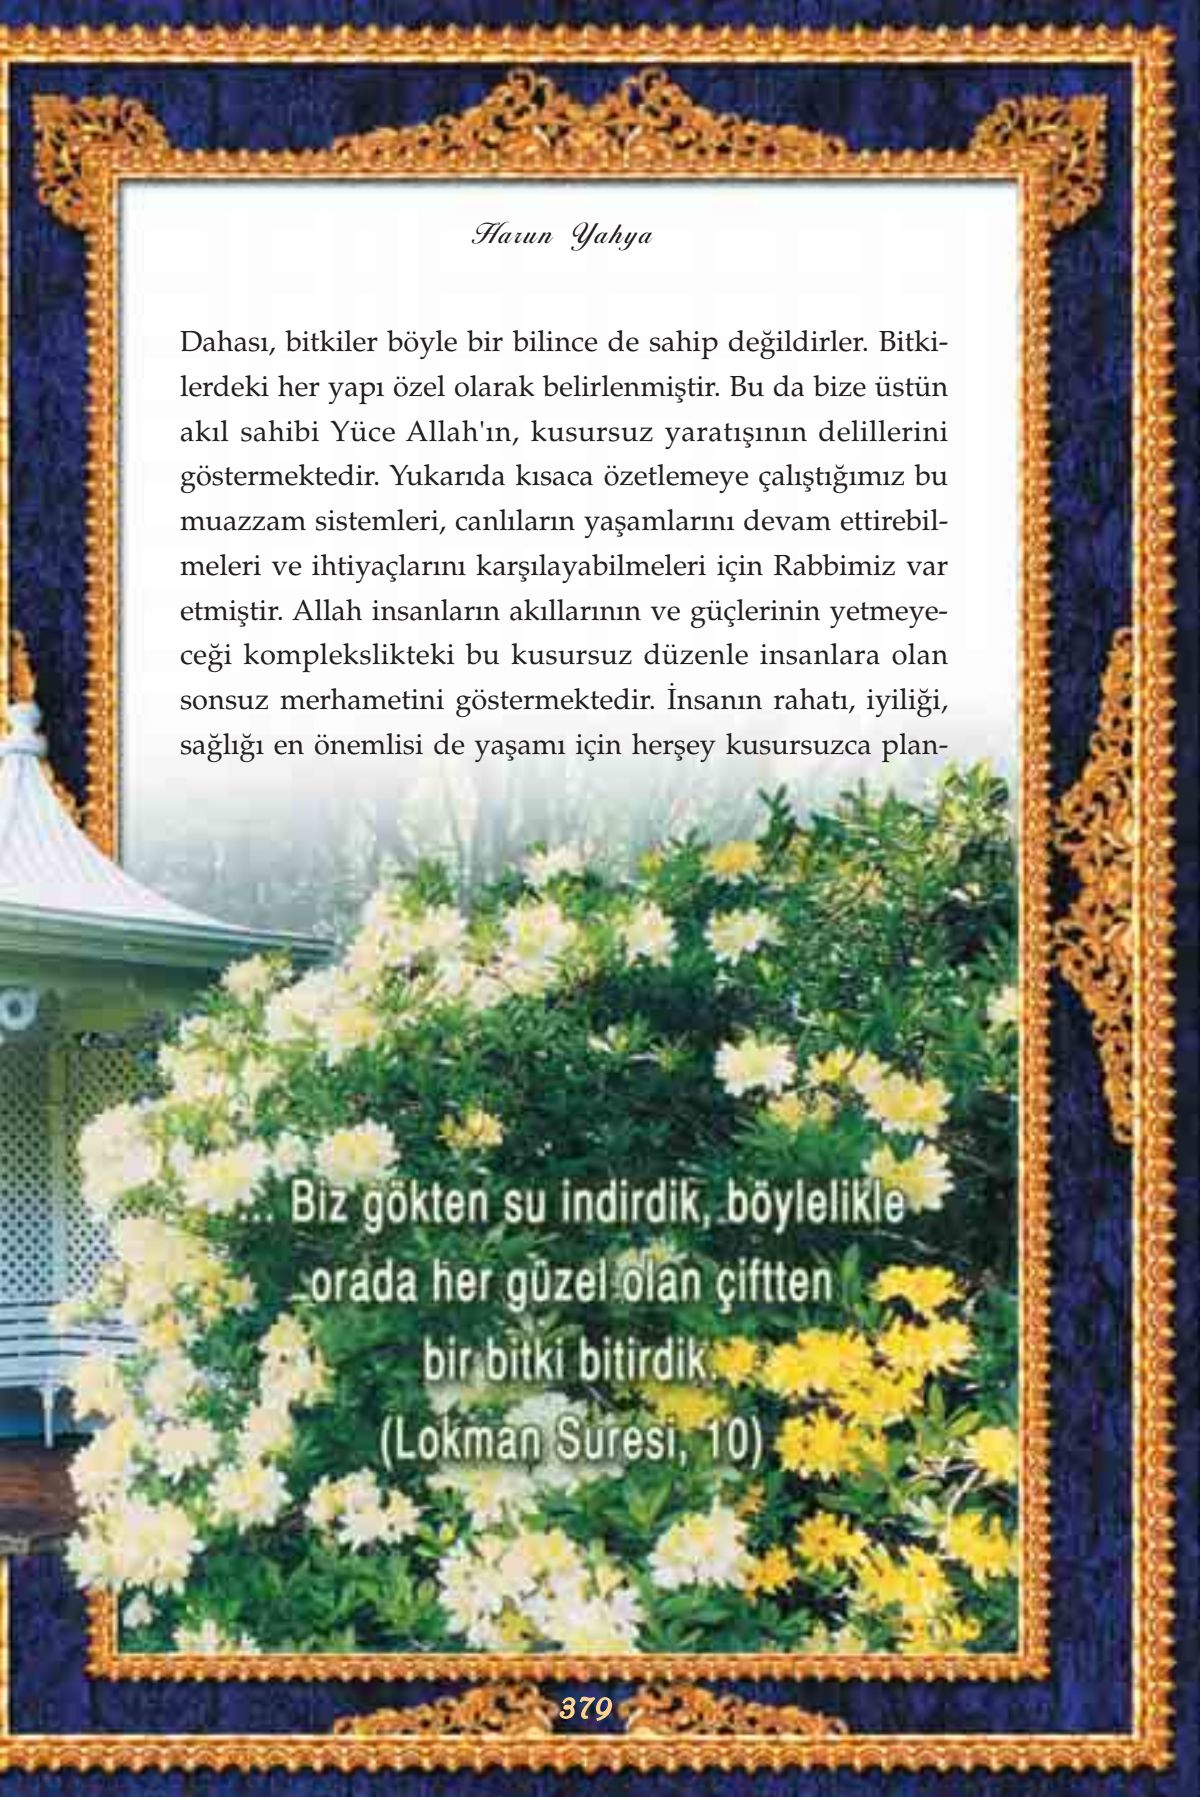 Harun Yahya
Dahası, bitkiler böyle bir bilince de sahip değildirler. Bitki-
lerdeki her yapı özel olarak belirlenmiştir. Bu da bize üstün
akıl sahibi Yüce Allah'ın, kusursuz yaratışının delillerini
göstermektedir. Yukarıda kısaca özetlemeye çalıştığımız bu
muazzam sistemleri, canlıların yaşamlarını devam ettirebil-
meleri ve ihtiyaçlarını karşılayabilmeleri için Rabbimiz var
etmiştir. Allah insanların akıllarının ve güçlerinin yetmeye-
ceği komplekslikteki bu kusursuz düzenle insanlara olan
sonsuz merhametini göstermektedir. İnsanın rahatı, iyiliği,
sağlığı en önemlisi de yaşamı için herşey kusursuzca plan-
... Biz gökten su indirdik, böylelikle
orada her güzel olan çiftten
bir bitki bitirdik.
(Lokman Suresi, 10)
379